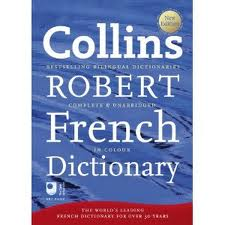 Collins
New
Edition
BESTSELLING BILINGUAL DICTIONARIES
ROBERT
COMPLETE & UNABRIDGED
French
IN COLOUR
Dictionary
THE WORLD'S LEADING
FRENCH DICTIONARY FOR OVER 30 YEARS